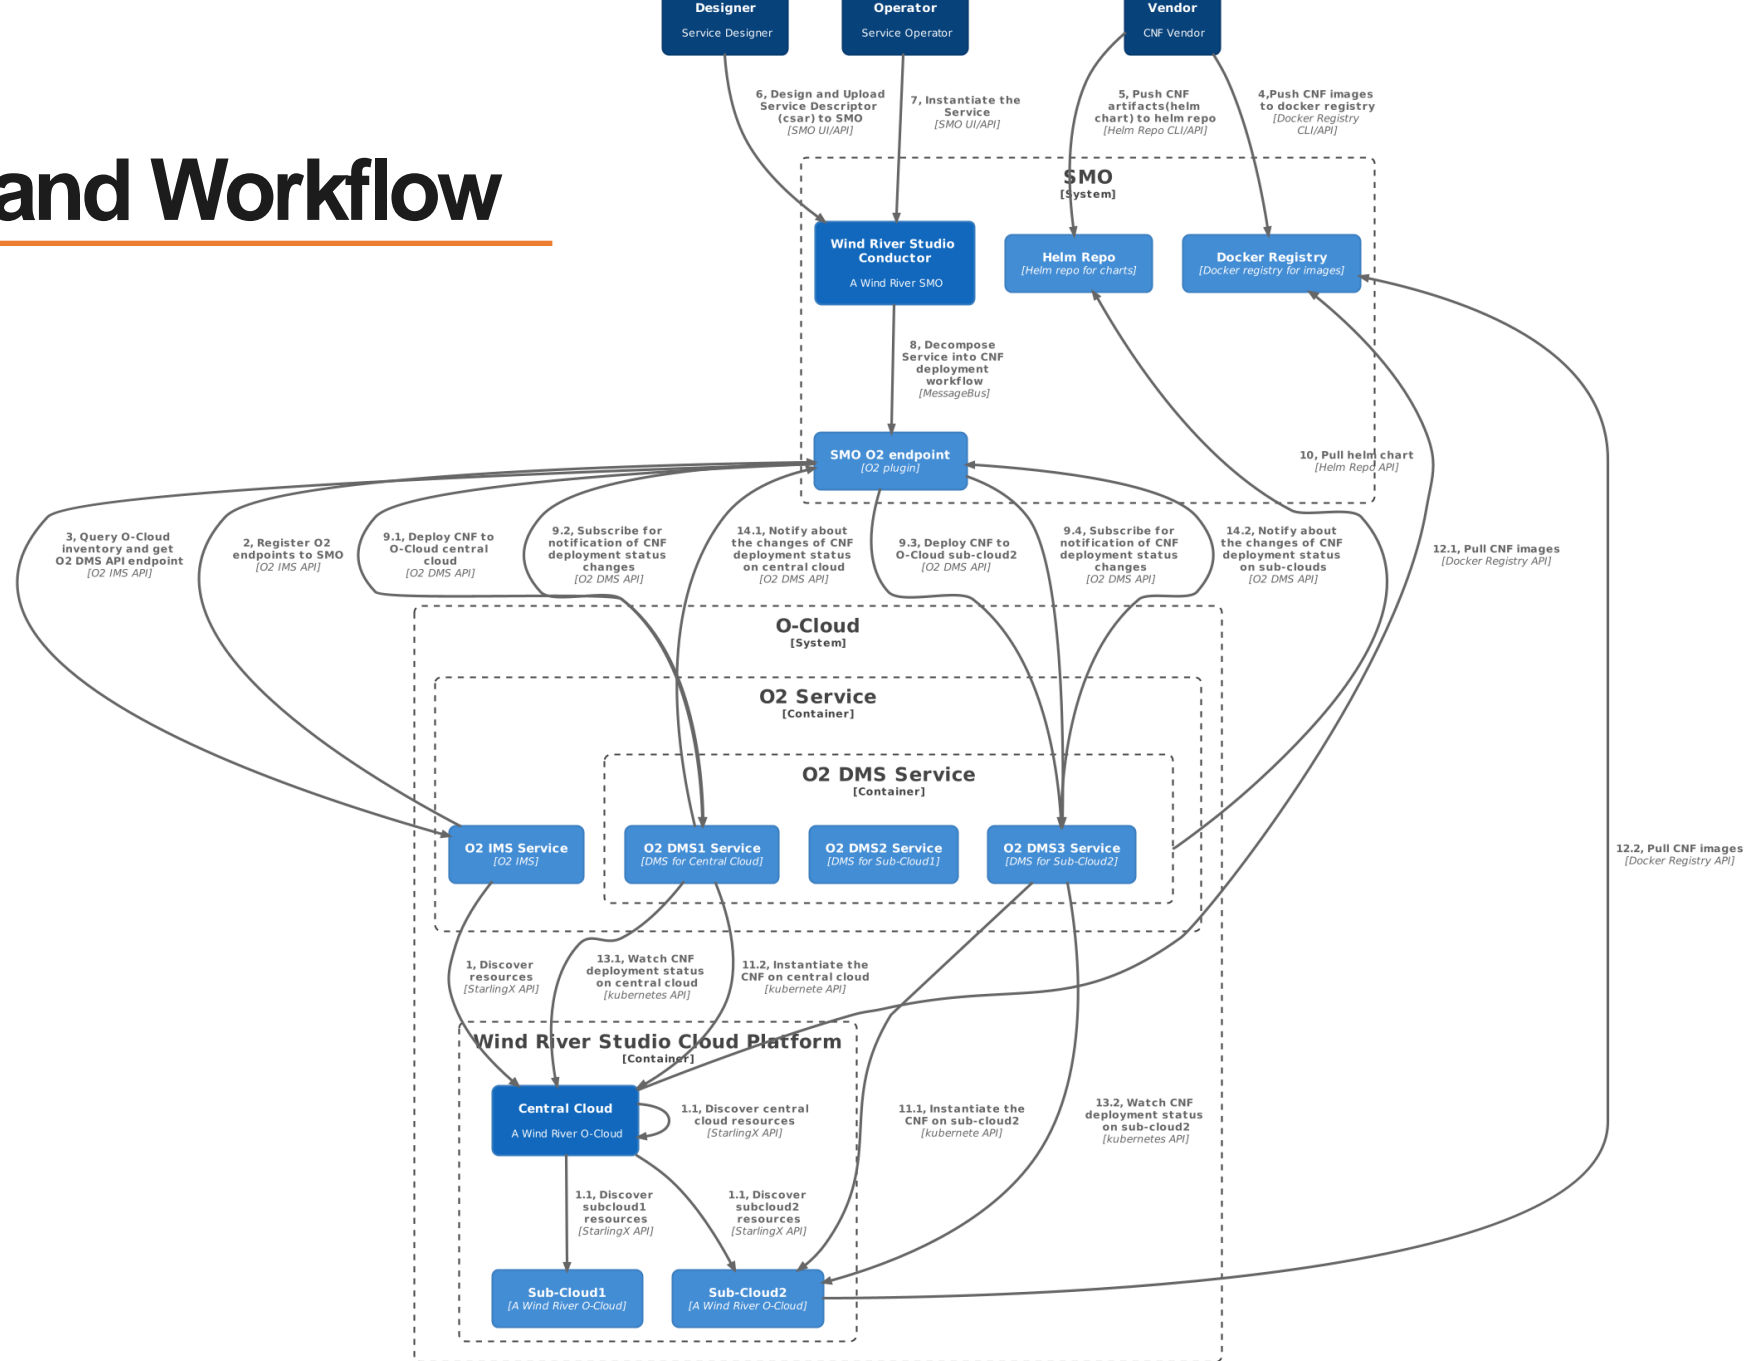 Designer
Service Designer
Operator
Service Operator
Vendor
CNF Vendor
6, Design and Upload
Service Descriptor
(csar) to SMO
[SMO UI/API]
7, Instantiate the
Service
[SMO UI/API]
5, Push CNF
artifacts(helm
chart) to helm repo
[Helm Repo CLI/API]
4,Push CNF images
to docker registry
[Docker Registry
CLI/API]
and Workflow
SMO
[System]
Wind River Studio
Conductor
A Wind River SMO
Helm Repo
[Helm repo for charts]
Docker Registry
[Docker registry for images]
8, Decompose
Service into CNF
deployment
workflow
[MessageBus]
SMO O2 endpoint
[O2 plugin]
10, Pull helm chart
[Helm Repo API]
3, Query O-Cloud
inventory and get
O2 DMS API endpoint
[O2 IMS API]
2, Register O2
endpoints to SMO
[O2 IMS API]
9.1, Deploy CNF to
O-Cloud central
cloud
[O2 DMS API]
9.2, Subscribe for
notification of CNF
deployment status
changes
[O2 DMS API]
14.1, Notify about
the changes of CNF
deployment status
on central cloud
[O2 DMS API]
9.3, Deploy CNF to
O-Cloud sub-cloud2
[O2 DMS API]
9.4, Subscribe for
notification of CNF
deployment status
changes
[O2 DMS API]
14.2, Notify about
the changes of CNF
deployment status
on sub-clouds
[O2 DMS API]
12.1, Pull CNF images
[Docker Registry API]
O-Cloud
[System]
O2 Service
[Container]
O2 DMS Service
[Container]
O2 IMS Service
[O2 IMS]
O2 DMS1 Service
[DMS for Central Cloud]
O2 DMS2 Service
[DMS for Sub-Cloud1]
O2 DMS3 Service
[DMS for Sub-Cloud2]
12.2, Pull CNF images
[Docker Registry API]
1, Discover
resources
[StarlingX API]
13.1, Watch CNF
deployment status
on central cloud
[kubernetes API]
11.2, Instantiate the
CNF on central cloud
[kubernete API]
Wind River Studio Cloud Platform
[Container]
Central Cloud
A Wind River O-Cloud
1.1, Discover central
cloud resources
[StarlingX API]
11.1, Instantiate the
CNF on sub-cloud2
[kubernete API]
13.2, Watch CNF
deployment status
on sub-cloud2
[kubernetes API]
1.1, Discover
subcloud1
resources
[StarlingX API]
1.1, Discover
subcloud2
resources
[StarlingX API]
Sub-Cloud1
[A Wind River O-Cloud]
Sub-Cloud2
[A Wind River O-Cloud]